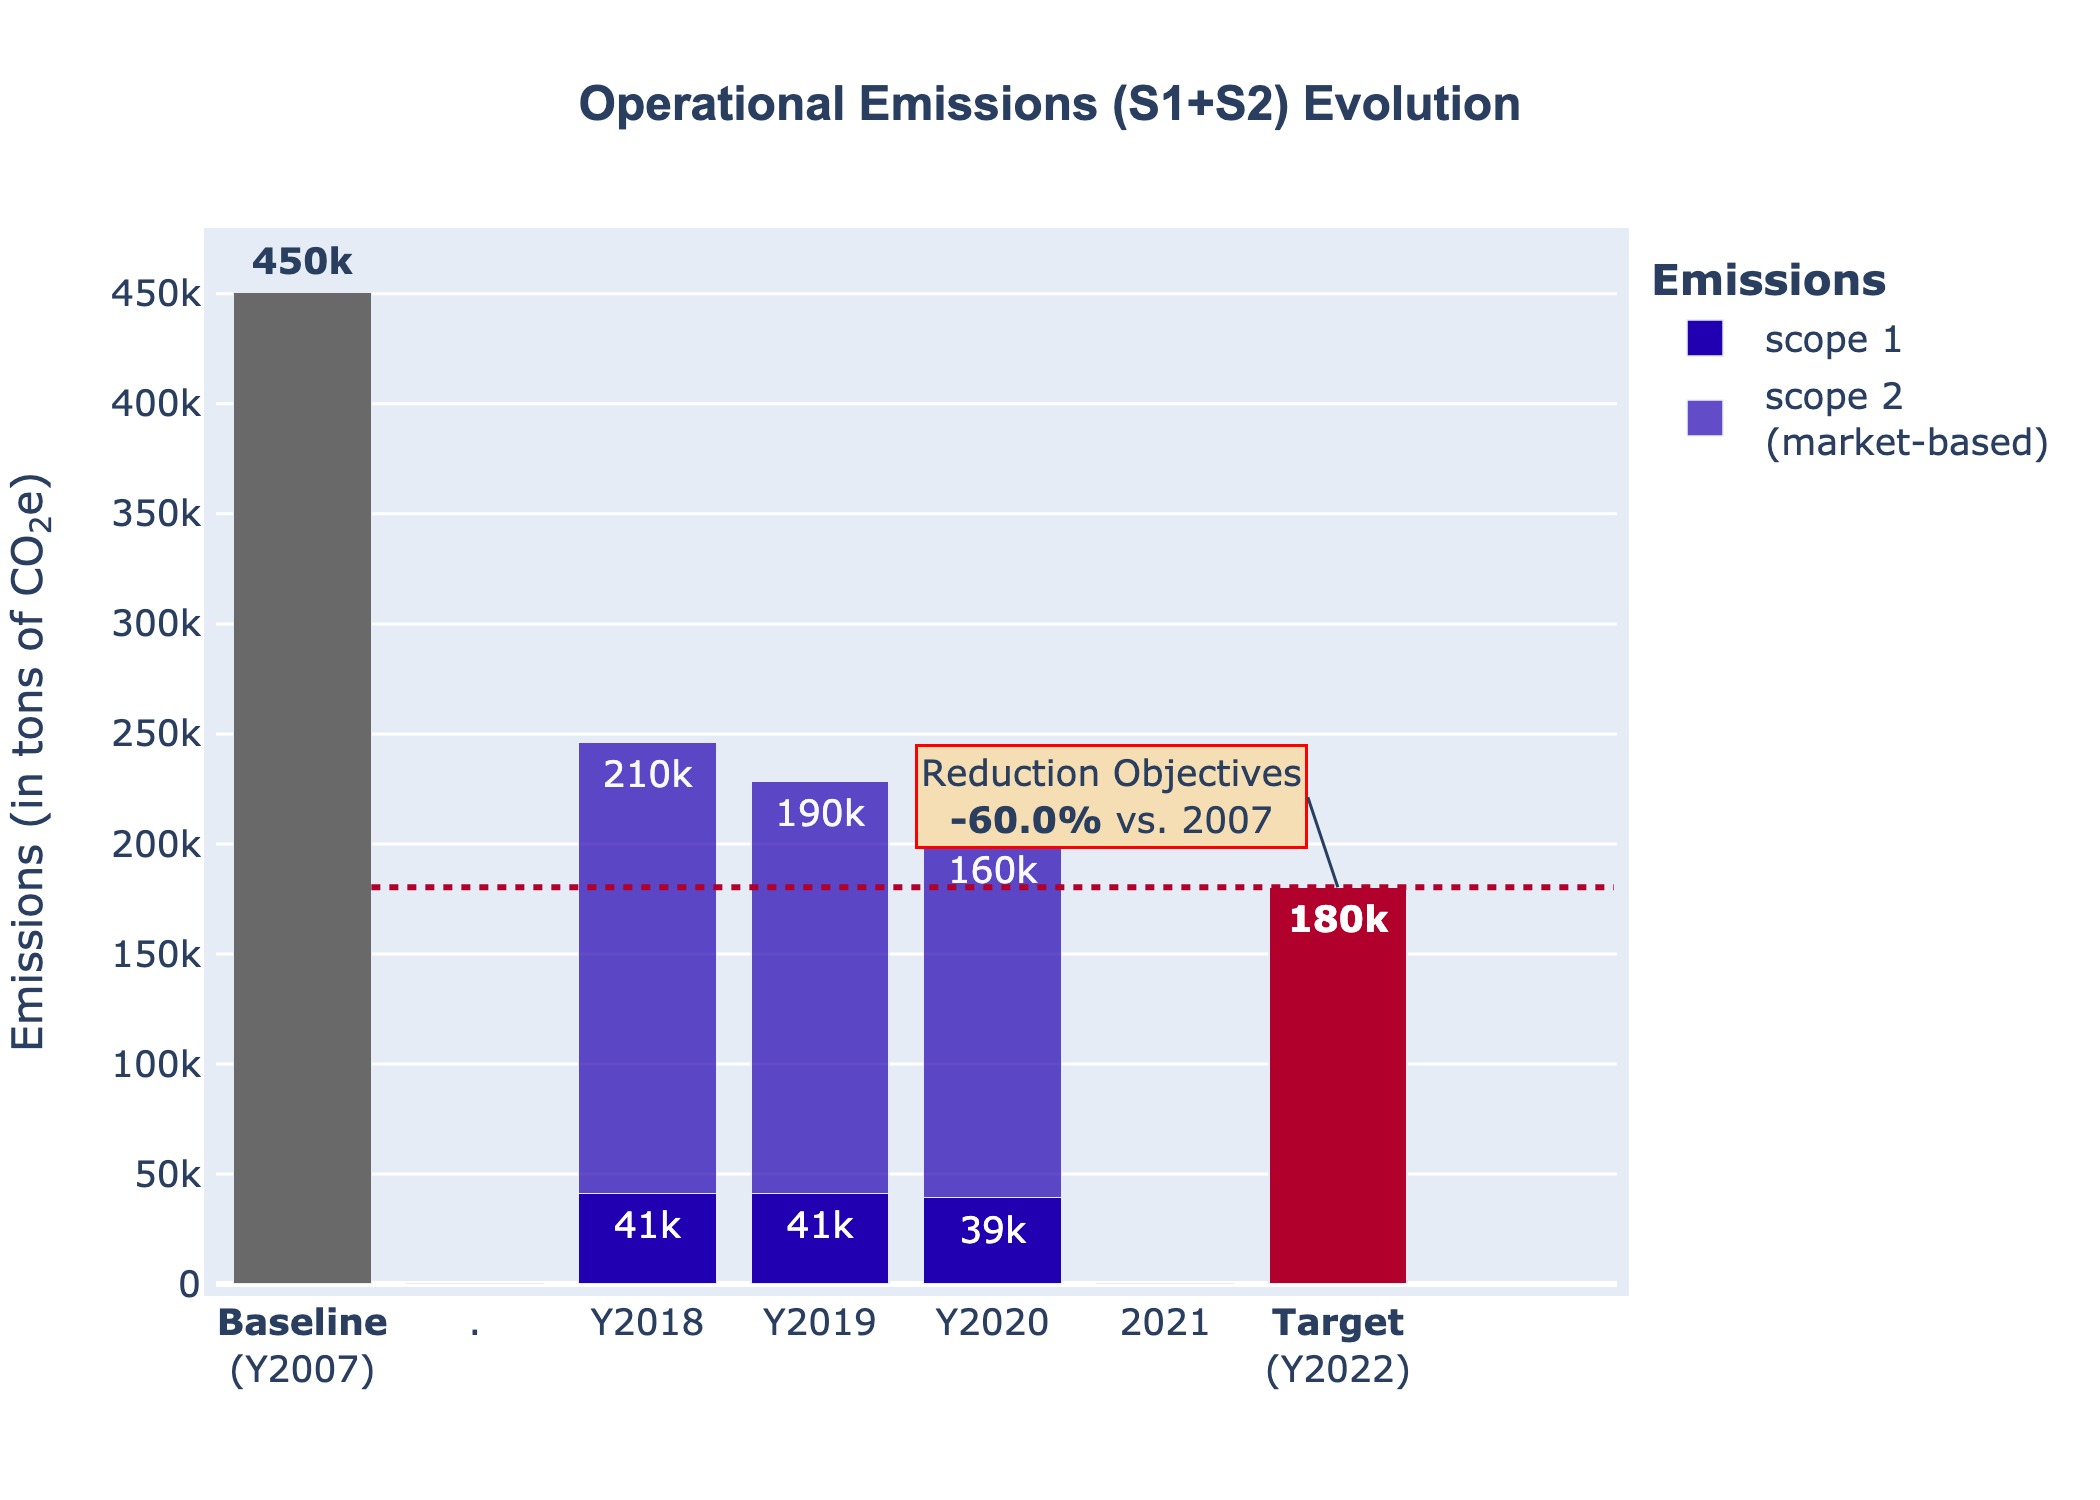 Operational Emissions (S1+S2) Evolution
Emissions (in tons of CO₂e)
450k
400k
350k
300k
250k
200k
150k
100k
50k
0
450k
210k
41k
190k
41k
160k
39k
Reduction Objectives
-60.0% vs. 2007
180k
Baseline
(Y2007)
.
Y2018
Y2019
Y2020
2021
Target
(Y2022)
Emissions
scope 1
scope 2
(market-based)